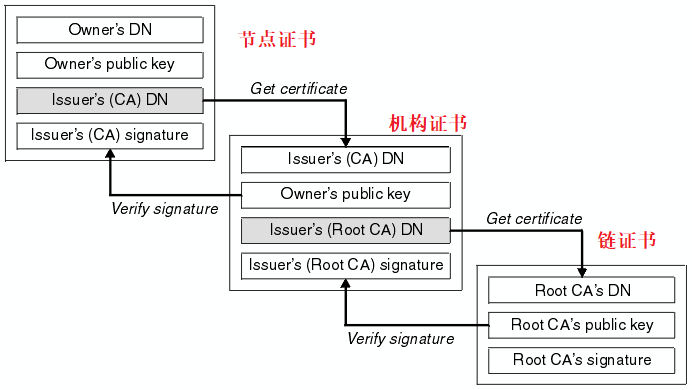 Owner's DN
Owner's public key
Issuer's (CA) DN
Issuer's (CA) signature
节点证书
Get certificate
机构证书
Issuer's (CA) DN
Owner's public key
Issuer's (Root CA) DN
Issuer's (Root CA) signature
Verify signature
Get certificate
链证书
Root CA's DN
Root CA's public key
Root CA's signature
Verify signature